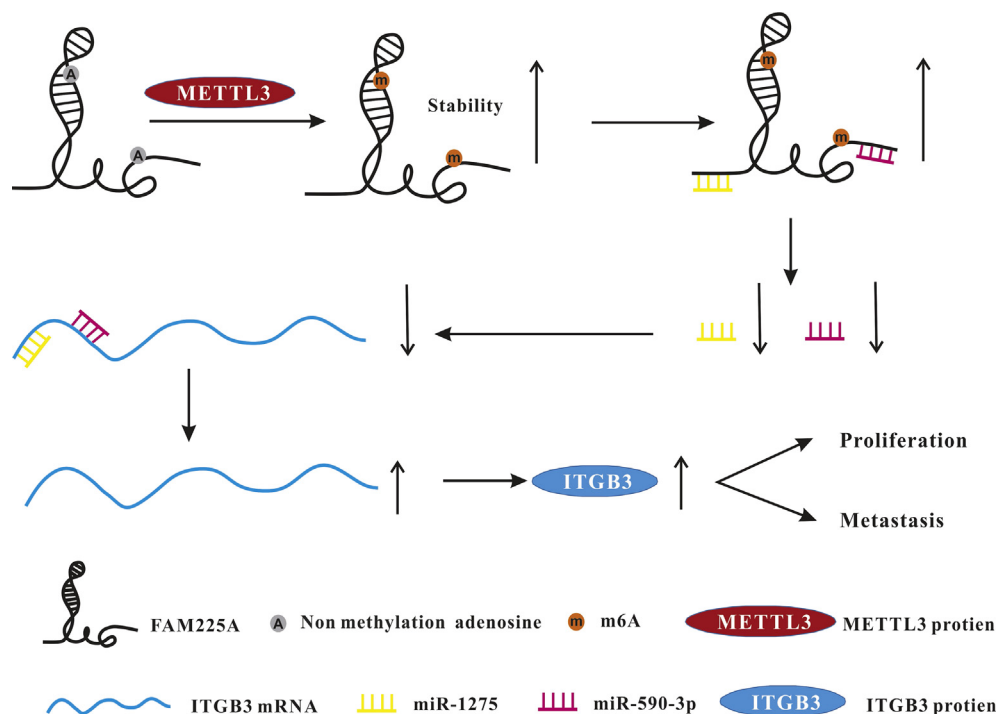 A
METTL3
A
m
Stability
m
m
m
Proliferation
ITGB3
Metastasis
FAM225A
A
Non methylation adenosine
m
m6A
METTL3
METTL3 protien
ITGB3 mRNA
miR-1275
miR-590-3p
ITGB3
ITGB3 protien